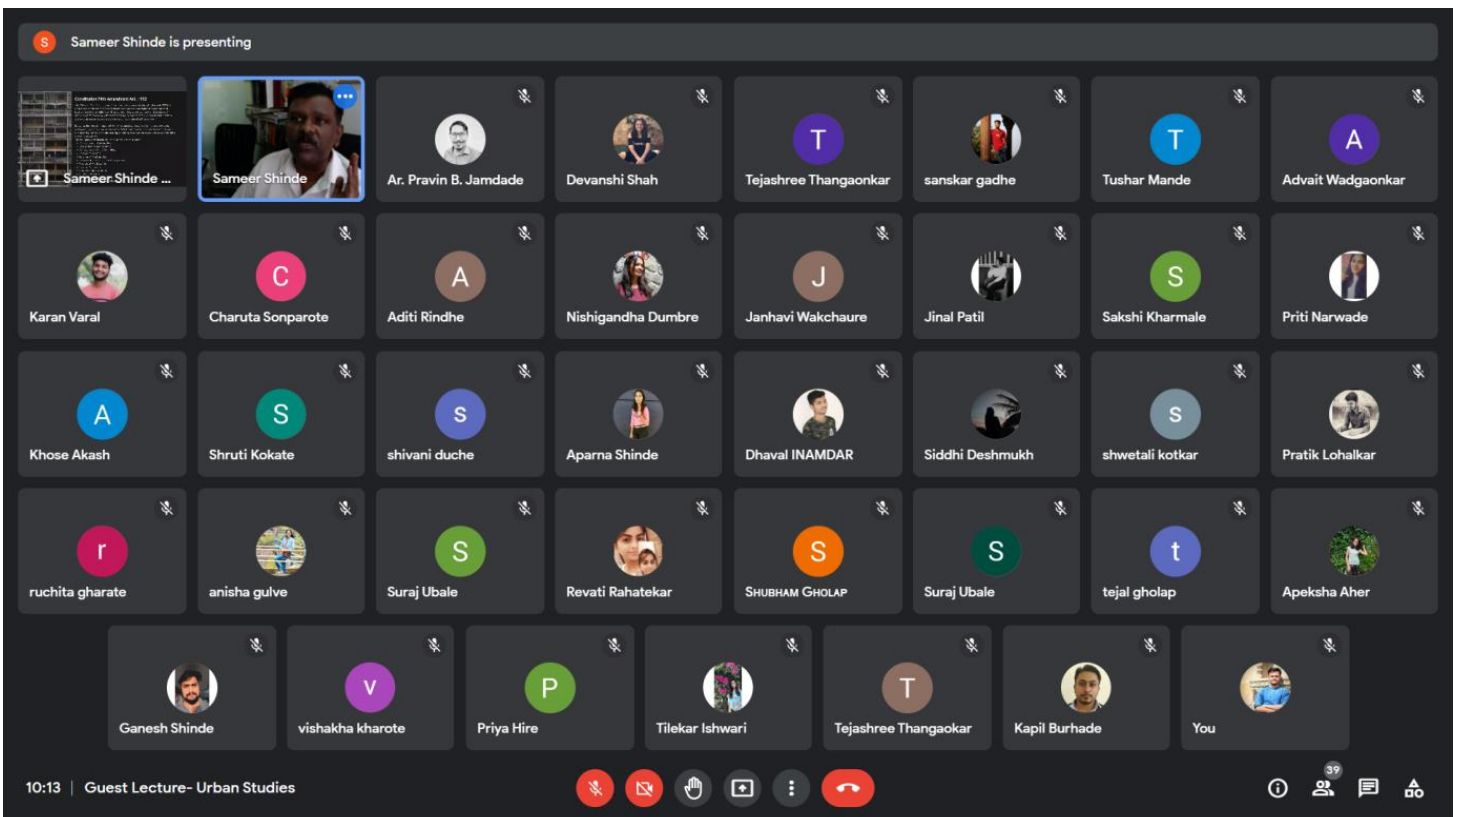 S Sameer Shinde is presenting
Sameer Shinde ...
Sameer Shinde
Ar. Pravin B. Jamdade
Devanshi Shah
T
Tejashree Thangaonkar
sanskar gadhe
T
Tushar Mande
A
Advait Wadgaonkar
Karan Varal
C
Charuta Sonparote
A
Aditi Rindhe
Nishigandha Dumbre
J
Janhavi Wakchaure
Jinal Patil
S
Sakshi Kharmale
Priti Narwade
A
Khose Akash
S
Shruti Kokate
s
shivani duche
Aparna Shinde
Dhaval INAMDAR
Siddhi Deshmukh
s
shwetali kotkar
Pratik Lohalkar
r
ruchita gharate
anisha gulve
S
Suraj Ubale
Revati Rahatekar
S
Shubham Gholap
S
Suraj Ubale
t
tejal gholap
Apeksha Aher
Ganesh Shinde
v
vishakha kharote
P
Priya Hire
Tilekar Ishwari
T
Tejashree Thangaokar
Kapil Burhade
You
10:13 | Guest Lecture- Urban Studies
39